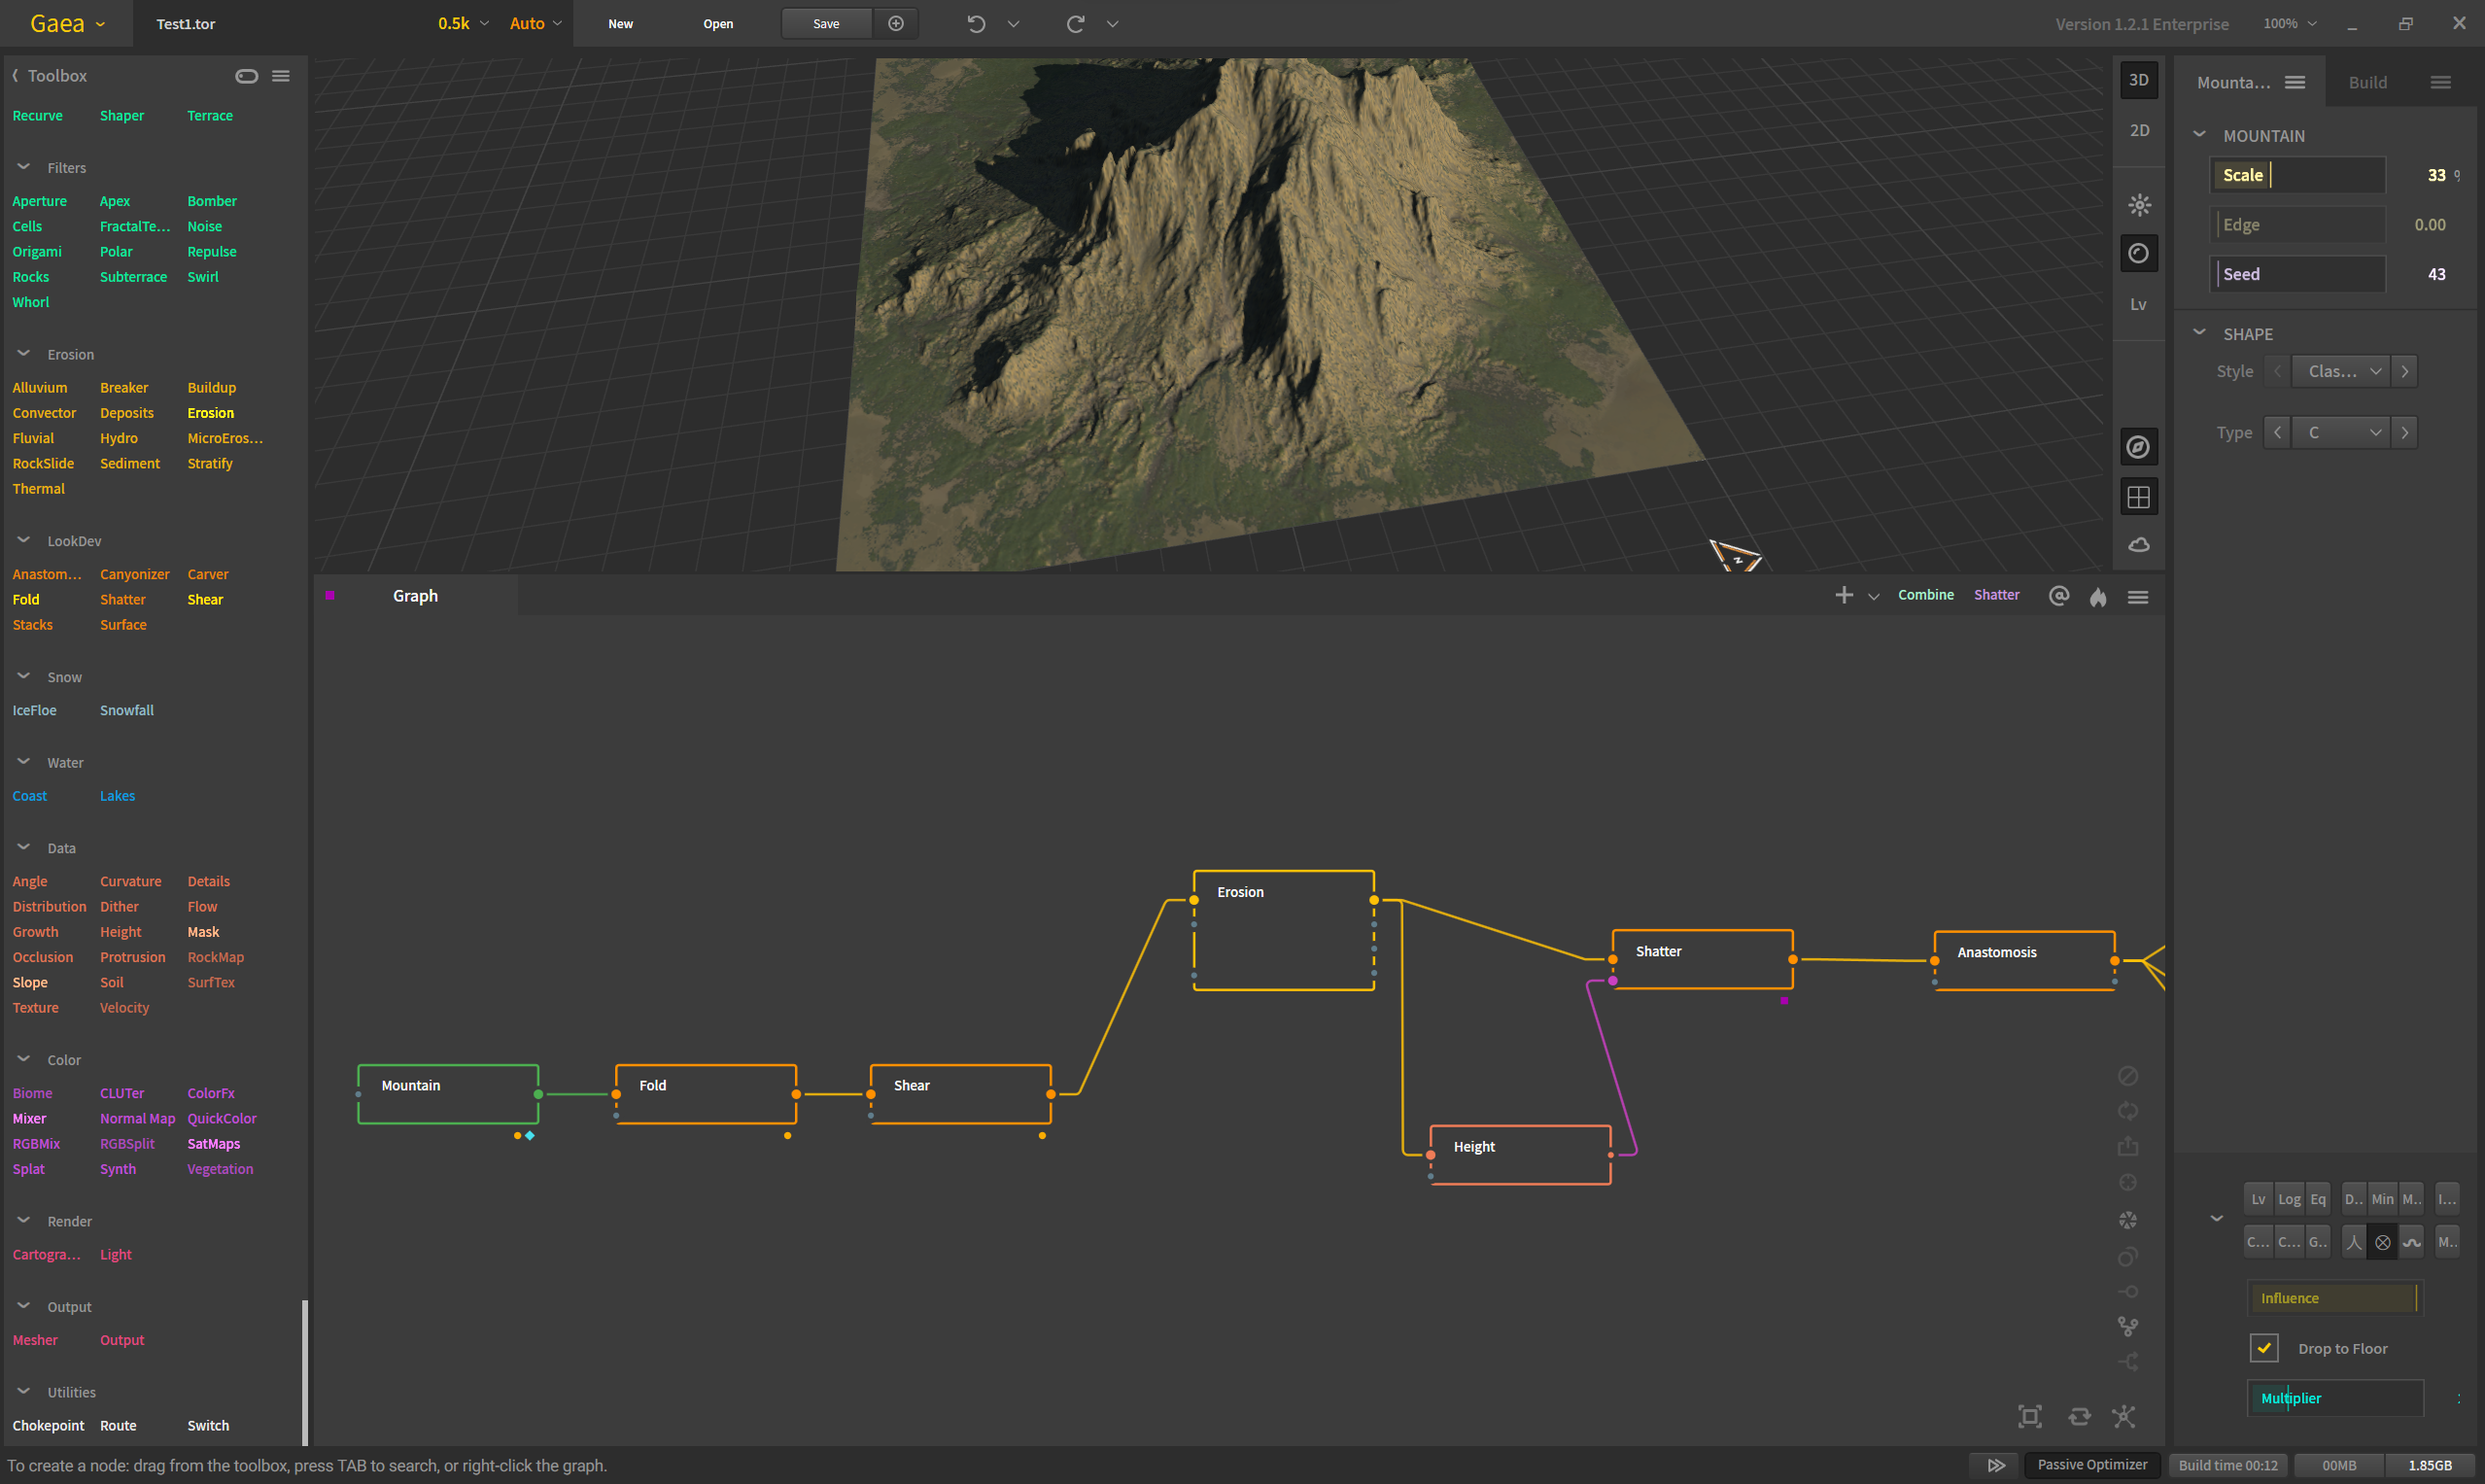 Gaea
Test1.tor
0.5k
Auto
New
Open
Save
Version 1.2.1 Enterprise
100%
Toolbox
Recurve Shaper Terrace
Filters
Aperture Apex Bomber
Cells FractalTe... Noise
Origami Polar Repulse
Rocks Subterrace Swirl
Whorl
Erosion
Alluvium Breaker Buildup
Convector Deposits Erosion
Fluvial Hydro MicroEros...
RockSlide Sediment Stratify
Thermal
LookDev
Anastom... Canyonizer Carver
Fold Shatter Shear
Stacks Surface
Snow
IceFloe Snowfall
Water
Coast Lakes
Data
Angle Curvature Details
Distribution Dither Flow
Growth Height Mask
Occlusion Protrusion RockMap
Slope Soil SurfTex
Texture Velocity
Color
Biome CLUTer ColorFx
Mixer Normal Map QuickColor
RGBMix RGBSplit SatMaps
Splat Synth Vegetation
Render
Cartogra... Light
Output
Mesher Output
Utilities
Chokepoint Route Switch
3D
2D
Lv
Z
Graph
Combine Shatter
Mountain
Fold
Shear
Erosion
Height
Shatter
Anastomosis
Mounta... Build
MOUNTAIN
Scale 33 %
Edge 0.00
Seed 43
SHAPE
Style Clas...
Type C
Lv Log Eq D.. Min M.. I...
C... C... G.. M..
Influence
Drop to Floor
Multiplier
To create a node: drag from the toolbox, press TAB to search, or right-click the graph.
Passive Optimizer
Build time 00:12
00MB
1.85GB